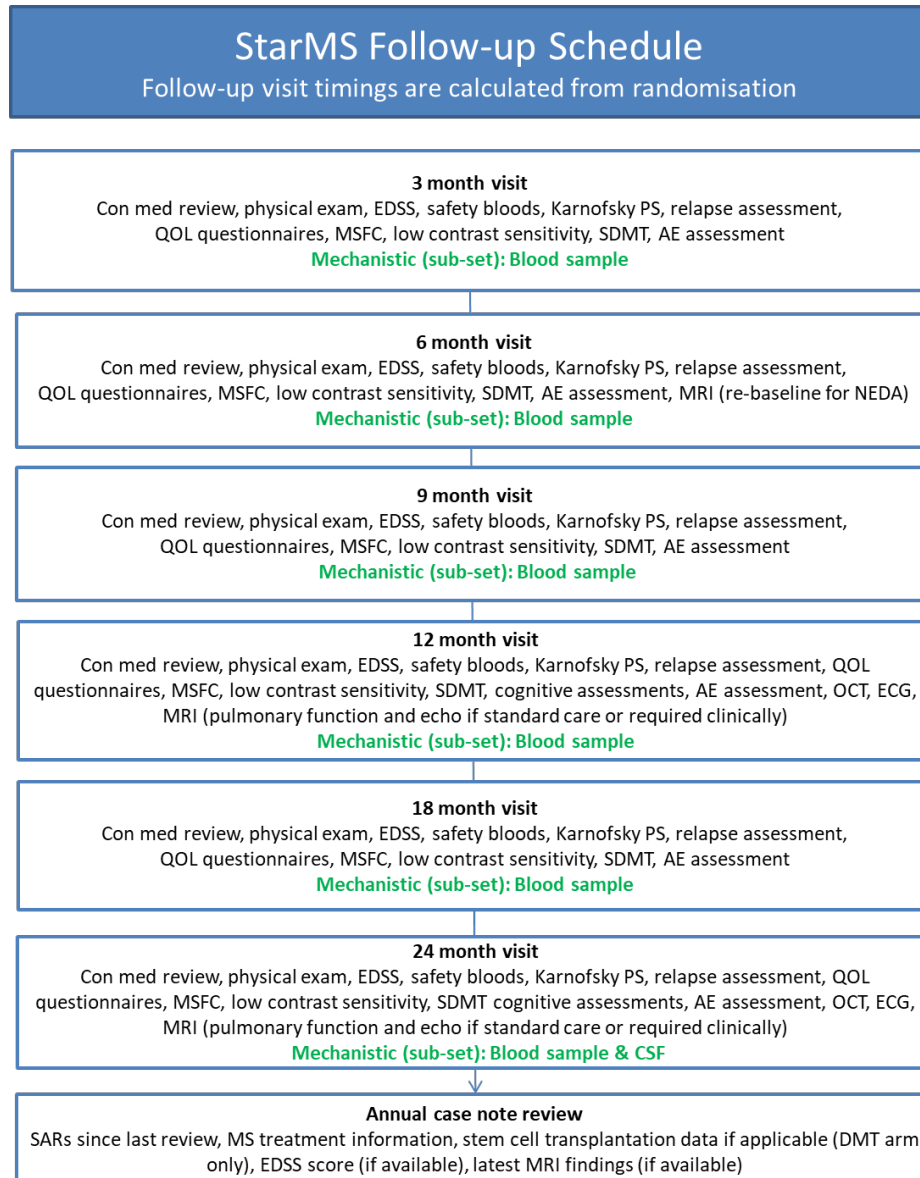 StarMS Follow-up Schedule
Follow-up visit timings are calculated from randomisation
3 month visit
Con med review, physical exam, EDSS, safety bloods, Karnofsky PS, relapse assessment,
QOL questionnaires, MSFC, low contrast sensitivity, SDMT, AE assessment
Mechanistic (sub-set): Blood sample
6 month visit
Con med review, physical exam, EDSS, safety bloods, Karnofsky PS, relapse assessment,
QOL questionnaires, MSFC, low contrast sensitivity, SDMT, AE assessment, MRI (re-baseline for NEDA)
Mechanistic (sub-set): Blood sample
9 month visit
Con med review, physical exam, EDSS, safety bloods, Karnofsky PS, relapse assessment,
QOL questionnaires, MSFC, low contrast sensitivity, SDMT, AE assessment
Mechanistic (sub-set): Blood sample
12 month visit
Con med review, physical exam, EDSS, safety bloods, Karnofsky PS, relapse assessment, QOL
questionnaires, MSFC, low contrast sensitivity, SDMT, cognitive assessments, AE assessment, OCT, ECG,
MRI (pulmonary function and echo if standard care or required clinically)
Mechanistic (sub-set): Blood sample
18 month visit
Con med review, physical exam, EDSS, safety bloods, Karnofsky PS, relapse assessment,
QOL questionnaires, MSFC, low contrast sensitivity, SDMT, AE assessment
Mechanistic (sub-set): Blood sample
24 month visit
Con med review, physical exam, EDSS, safety bloods, Karnofsky PS, relapse assessment, QOL
questionnaires, MSFC, low contrast sensitivity, SDMT cognitive assessments, AE assessment, OCT, ECG,
MRI (pulmonary function and echo if standard care or required clinically)
Mechanistic (sub-set): Blood sample & CSF
Annual case note review
SARs since last review, MS treatment information, stem cell transplantation data if applicable (DMT arm
only), EDSS score (if available), latest MRI findings (if available)